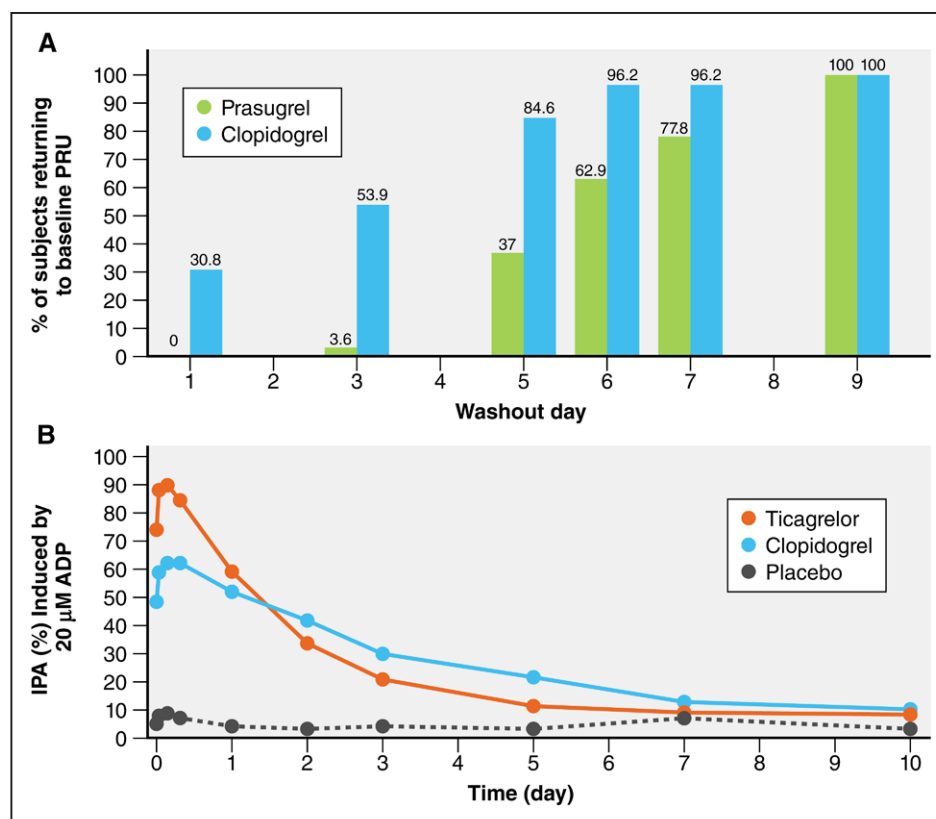 A
% of subjects returning
to baseline PRU
100
90
80
70
60
50
40
30
20
10
0
Prasugrel
Clopidogrel
0
30.8
3.6
53.9
37
84.6
62.9
96.2
77.8
96.2
100
100
1 2 3 4 5 6 7 8 9
Washout day
B
IPA (%) Induced by
20 µM ADP
100
90
80
70
60
50
40
30
20
10
0
Ticagrelor
Clopidogrel
Placebo
0 1 2 3 4 5 6 7 8 9 10
Time (day)